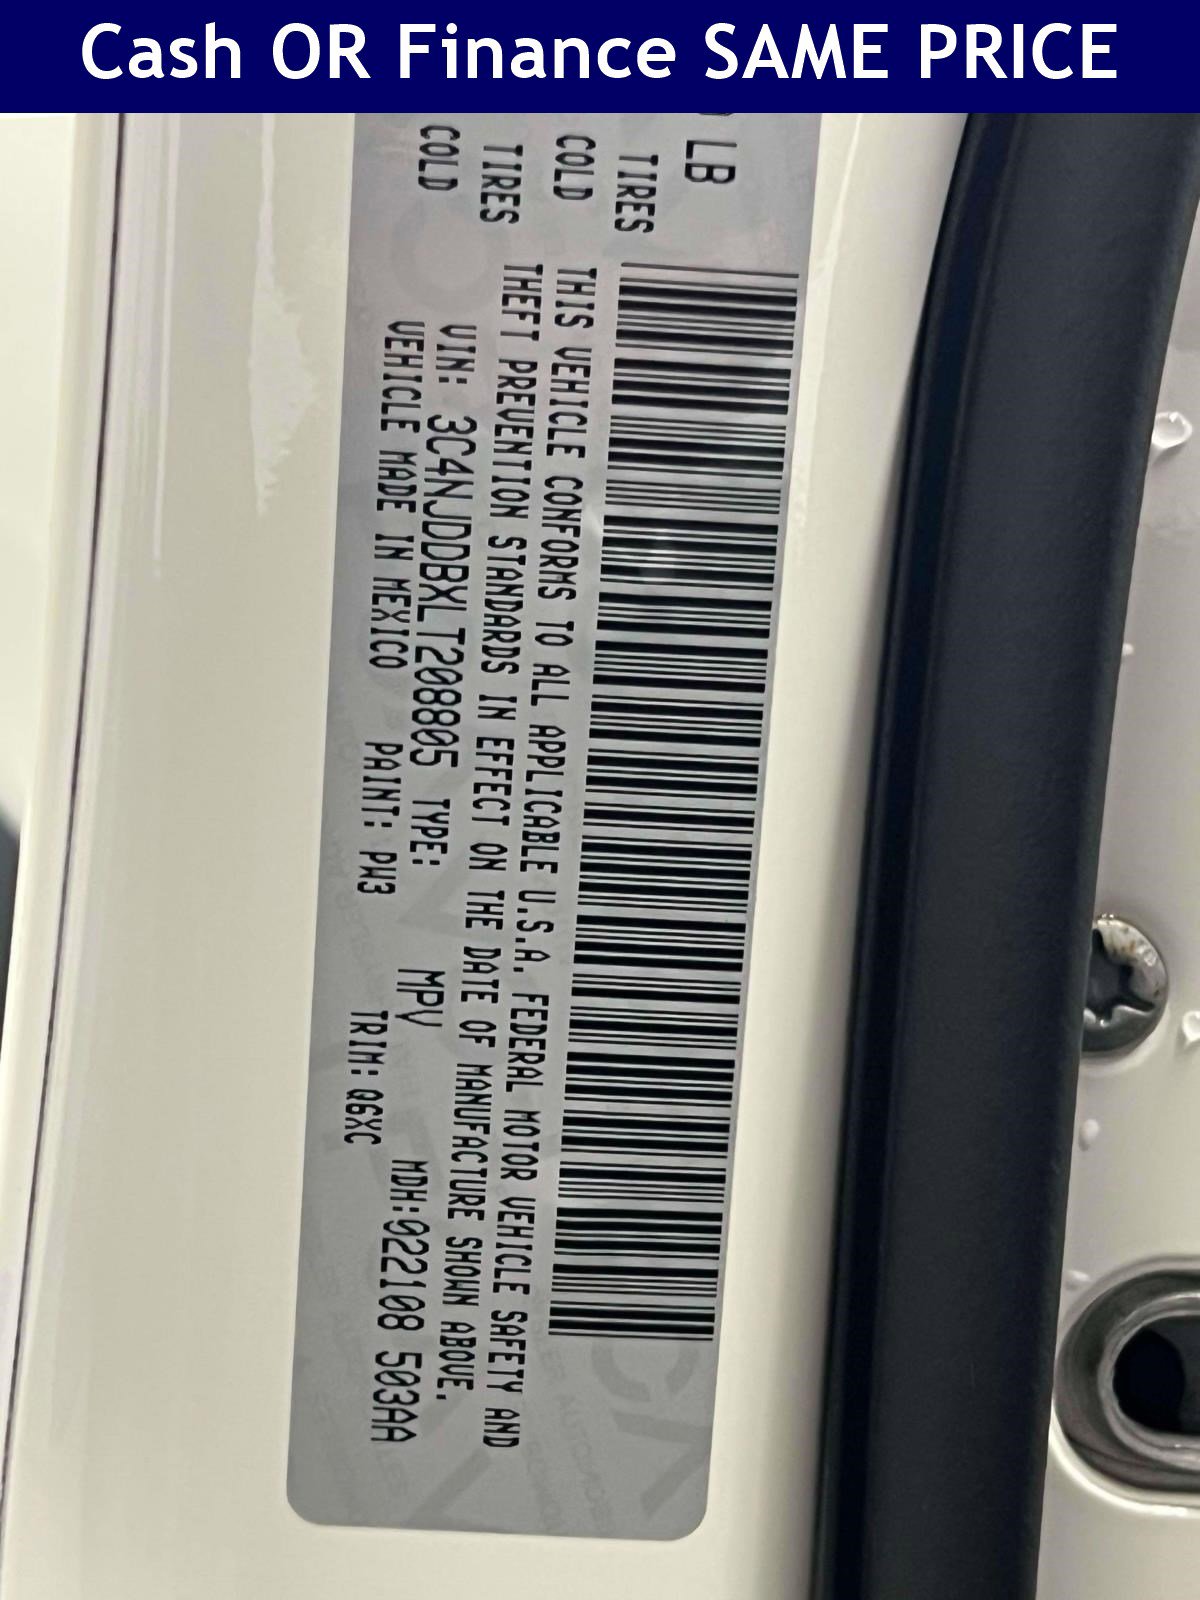 Cash OR Finance SAME PRICE
LB
TIRES
COLD
TIRES
COLD
THIS VEHICLE CONFORMS TO ALL APPLICABLE U.S.A. FEDERAL MOTOR VEHICLE SAFETY AND
THEFT PREVENTION STANDARDS IN EFFECT ON THE DATE OF MANUFACTURE SHOWN ABOVE.
VIN: 3C4NJDDBXLT208805 TYPE: MPV MDH:022108 503AA
VEHICLE MADE IN MEXICO PAINT: PW3 TRIM: Q6XC